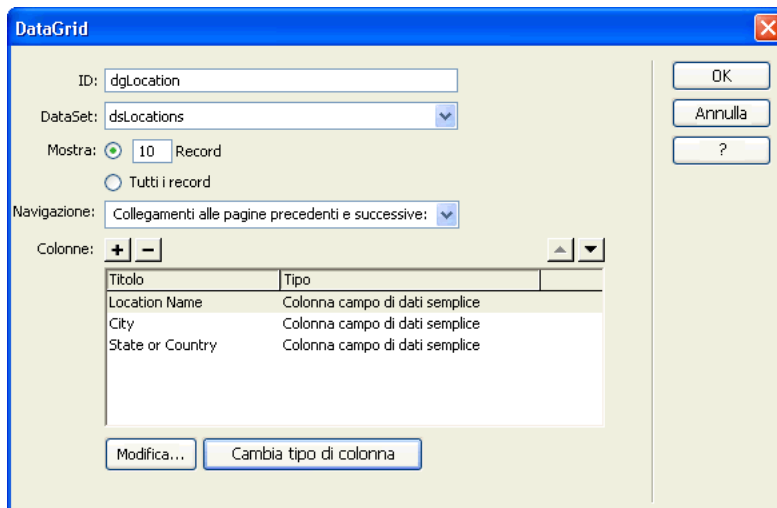 DataGrid
ID: dgLocation
OK
DataSet: dsLocations
Annulla
Mostra: 10 Record
?
Tutti i record
Navigazione: Collegamenti alle pagine precedenti e successive:
Colonne: + −
Titolo Tipo
Location Name Colonna campo di dati semplice
City Colonna campo di dati semplice
State or Country Colonna campo di dati semplice
Modifica... Cambia tipo di colonna